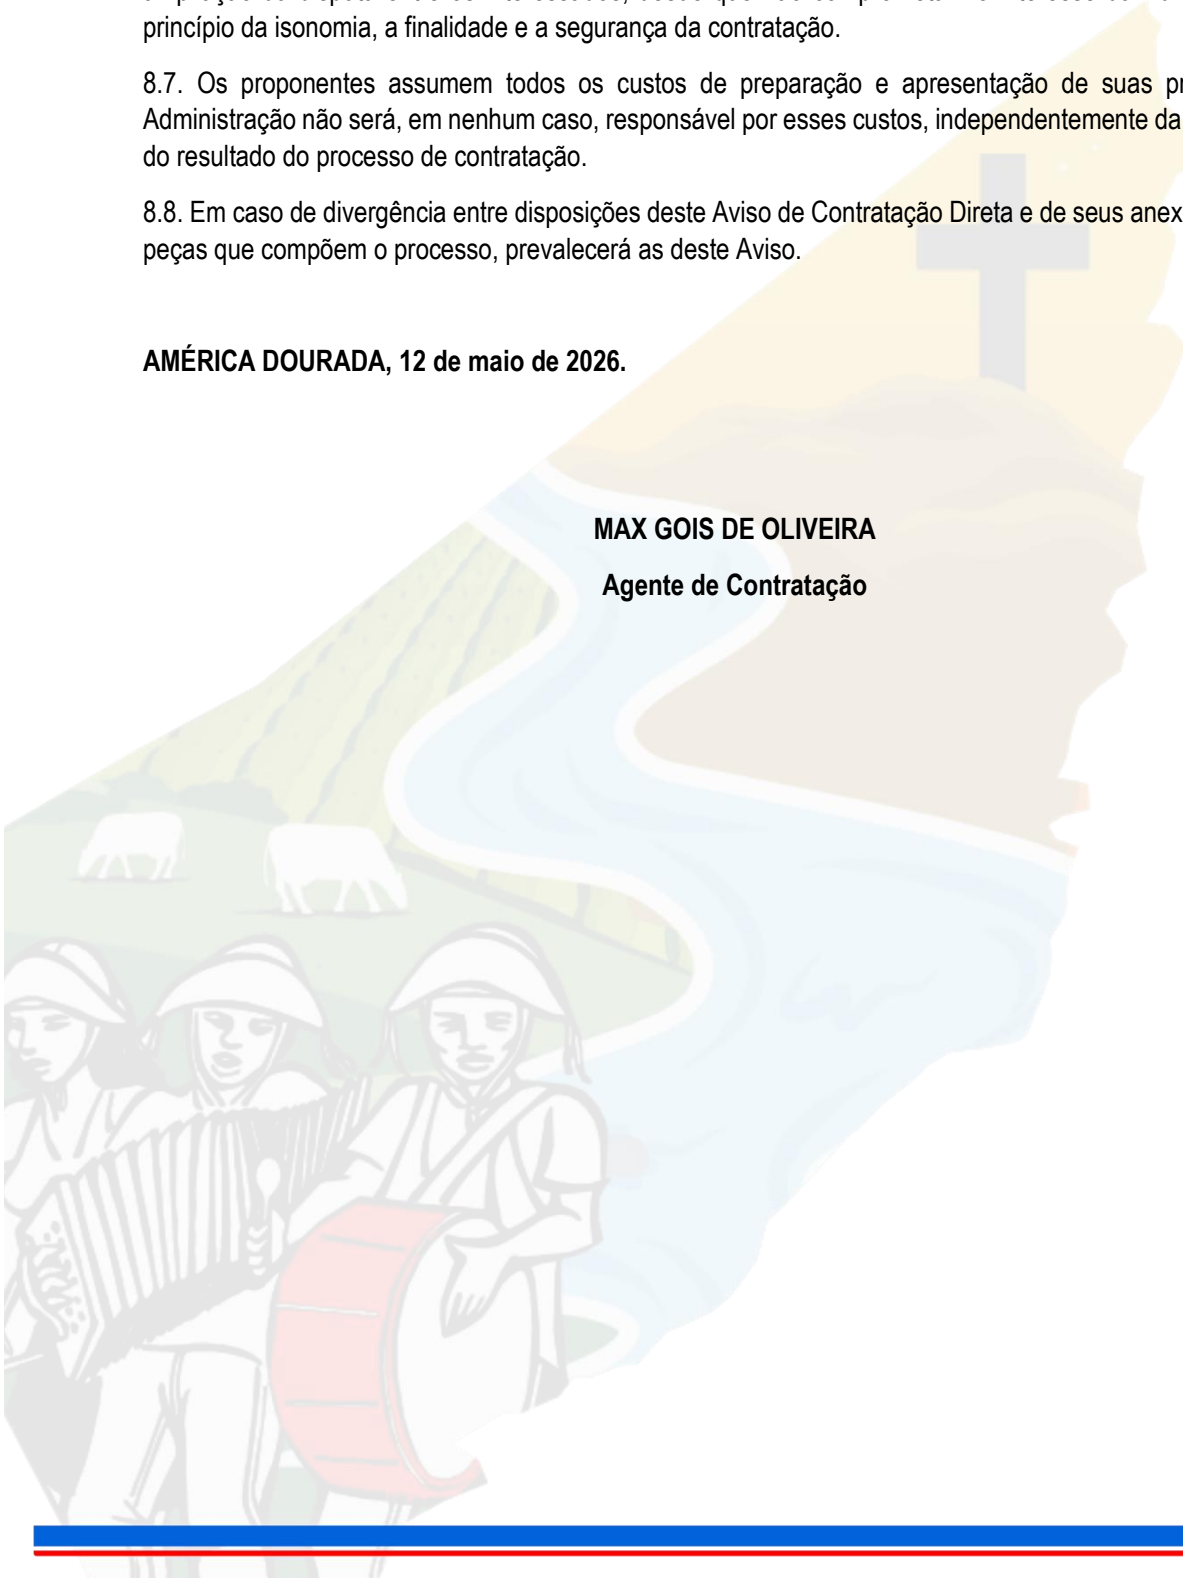 princípio da isonomia, a finalidade e a segurança da contratação.
8.7. Os proponentes assumem todos os custos de preparação e apresentação de suas
Administração não será, em nenhum caso, responsável por esses custos, independentemente da
do resultado do processo de contratação.
8.8. Em caso de divergência entre disposições deste Aviso de Contratação Direta e de seus
peças que compõem o processo, prevalecerá as deste Aviso.
AMÉRICA DOURADA, 12 de maio de 2026.
MAX GOIS DE OLIVEIRA
Agente de Contratação